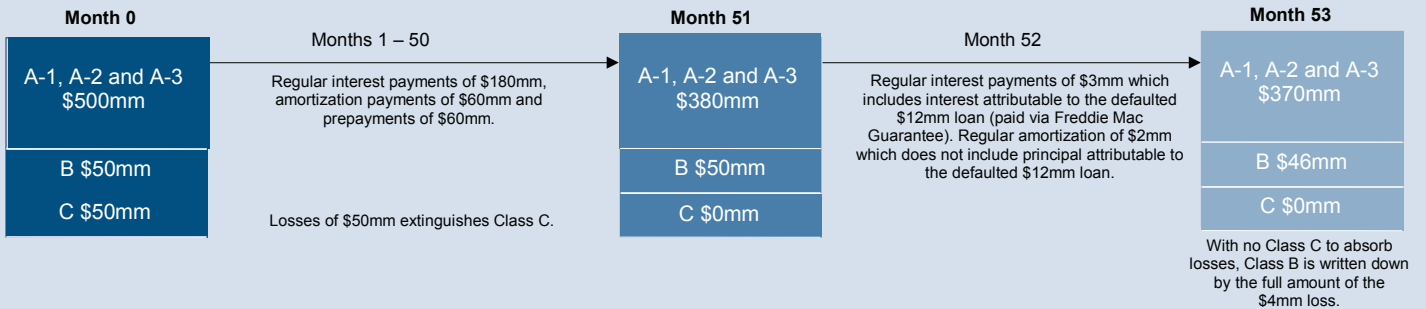 Month 0
A-1, A-2 and A-3
$500mm
B $50mm
C $50mm
Months 1 – 50
Regular interest payments of $180mm,
amortization payments of $60mm and
prepayments of $60mm.
Losses of $50mm extinguishes Class C.
Month 51
A-1, A-2 and A-3
$380mm
B $50mm
C $0mm
Month 52
Regular interest payments of $3mm which
includes interest attributable to the defaulted
$12mm loan (paid via Freddie Mac
Guarantee). Regular amortization of $2mm
which does not include principal attributable to
the defaulted $12mm loan.
Month 53
A-1, A-2 and A-3
$370mm
B $46mm
C $0mm
With no Class C to absorb
losses, Class B is written down
by the full amount of the
$4mm loss.